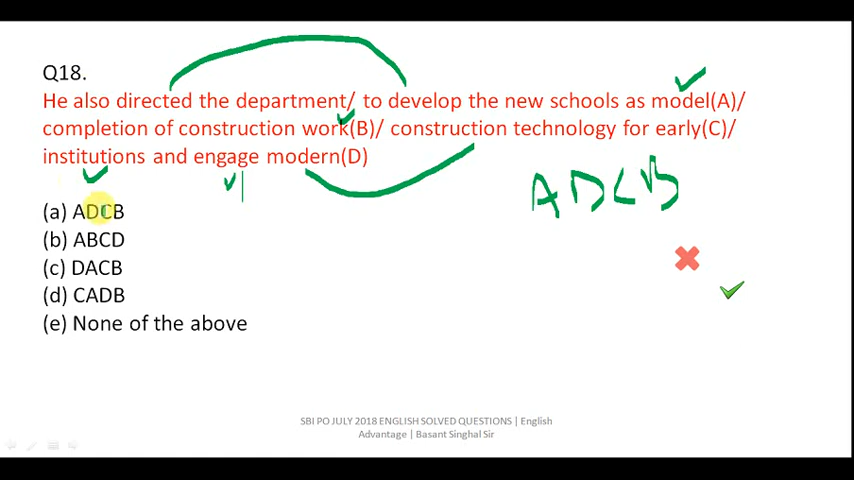 Q18.
He also directed the department/ to develop the new schools as model(A)/
completion of construction work(B)/ construction technology for early(C)/
institutions and engage modern(D)
ADCB
(a) ADCB
(b) ABCD
(c) DACB
(d) CADB
(e) None of the above
SBI PO JULY 2018 ENGLISH SOLVED QUESTIONS | English
Advantage | Basant Singhal Sir